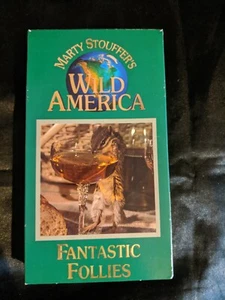 MARTY STOUFFER'S
WILD
AMERICA
FANTASTIC
FOLLIES